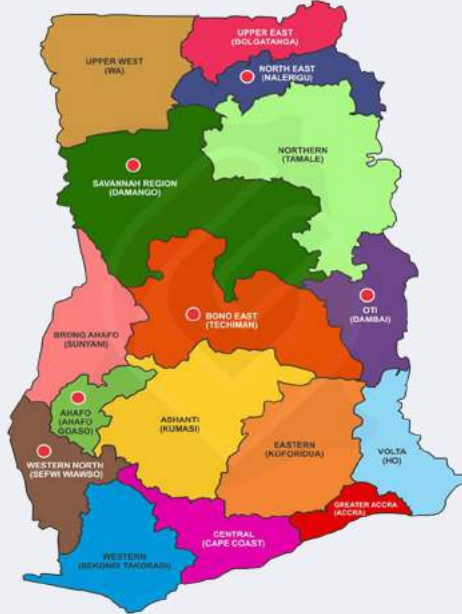 UPPER EAST
(BOLGATANGA)
UPPER WEST
(WA)
NORTH EAST
(NALERIGU)
NORTHERN
(TAMALE)
SAVANNAH REGION
(DAMANGO)
OTI
(DAMBAI)
BONO EAST
(TECHIMAN)
BRONG AHAFO
(SUNYANI)
AHAFO
(AHAFO
GOASO)
ASHANTI
(KUMASI)
EASTERN
(KOFORIDUA)
VOLTA
(HO)
WESTERN NORTH
(SEFWI WIAWSO)
GREATER ACCRA
(ACCRA)
CENTRAL
(CAPE COAST)
WESTERN
(SEKONDI TAKORADI)